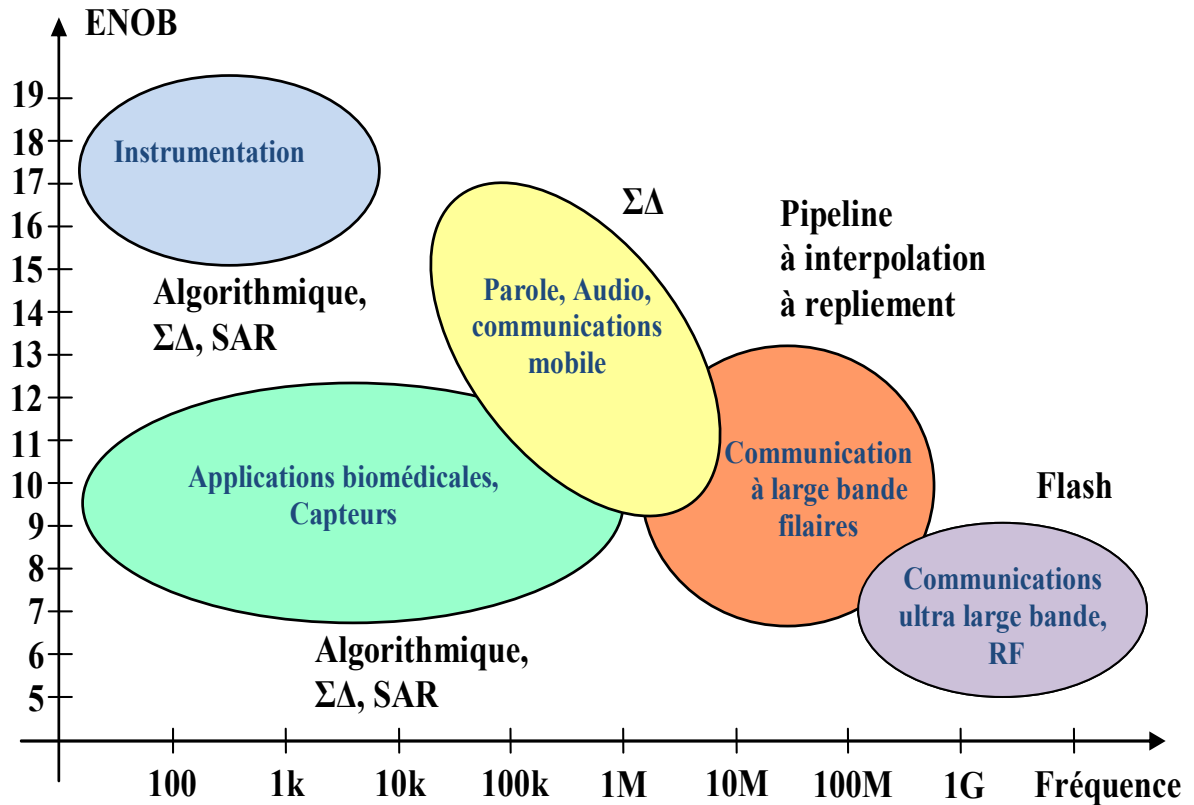 ENOB
19
18
17
16
15
14
13
12
11
10
9
8
7
6
5
Instrumentation
Algorithmique,
ΣΔ, SAR
ΣΔ
Parole, Audio,
communications
mobile
Pipeline
à interpolation
à repliement
Applications biomédicales,
Capteurs
Algorithmique,
ΣΔ, SAR
Communication
à large bande
filaires
Flash
Communications
ultra large bande,
RF
100 1k 10k 100k 1M 10M 100M 1G Fréquence